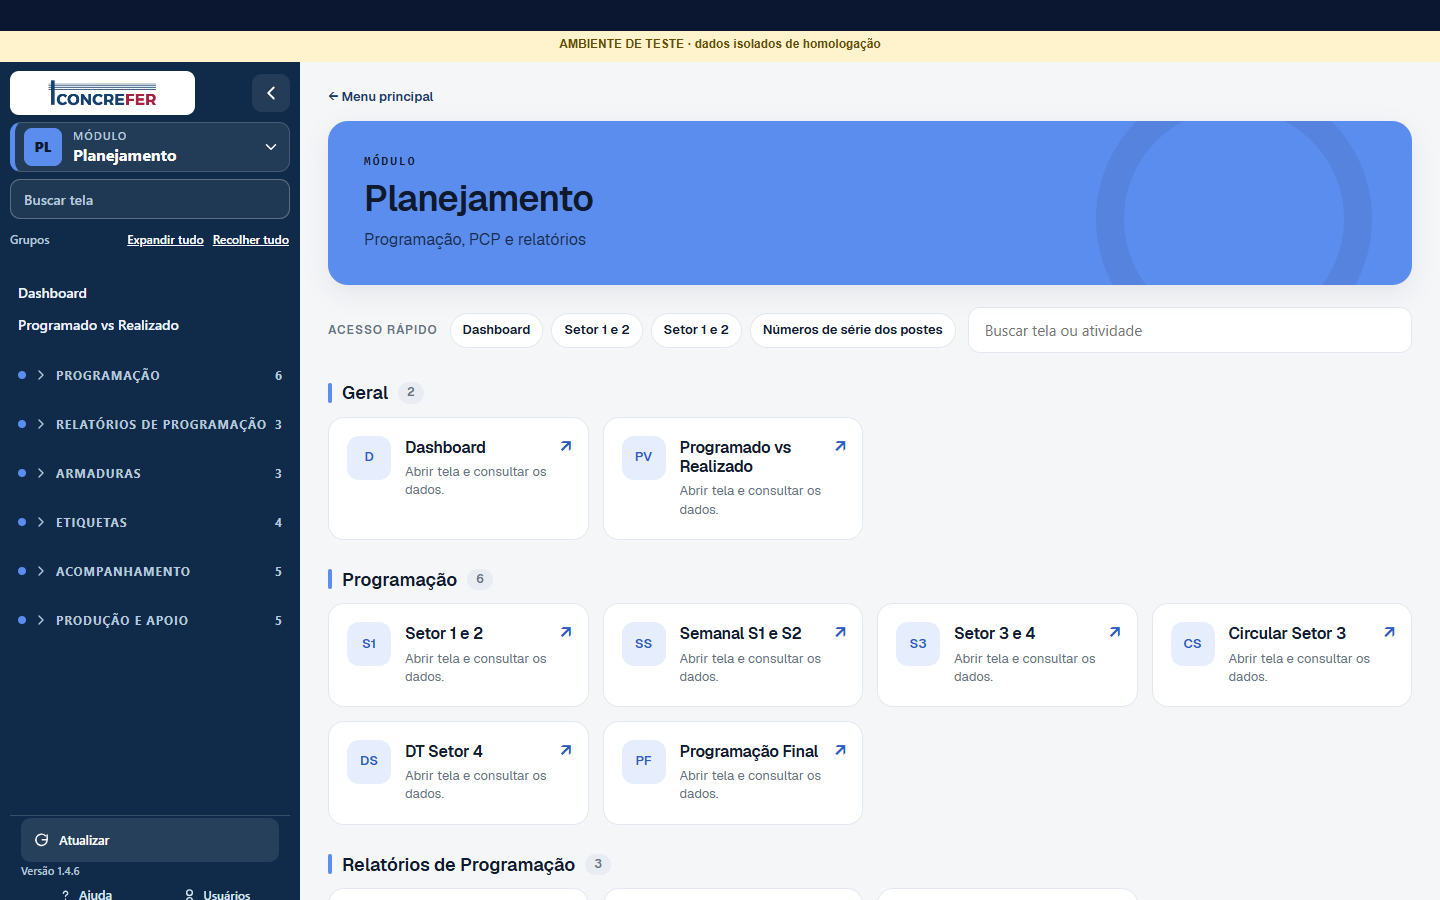 AMBIENTE DE TESTE · dados isolados de homologação
CONCREFER
PL
MÓDULO
Planejamento
Buscar tela
Grupos
Expandir tudo
Recolher tudo
Dashboard
Programado vs Realizado
PROGRAMAÇÃO 6
RELATÓRIOS DE PROGRAMAÇÃO 3
ARMADURAS 3
ETIQUETAS 4
ACOMPANHAMENTO 5
PRODUÇÃO E APOIO 5
Atualizar
Versão 1.4.6
? Ajuda
Usuários
← Menu principal
MÓDULO
Planejamento
Programação, PCP e relatórios
ACESSO RÁPIDO
Dashboard
Setor 1 e 2
Setor 1 e 2
Números de série dos postes
Buscar tela ou atividade
Geral 2
D
Dashboard
Abrir tela e consultar os
dados.
PV
Programado vs
Realizado
Abrir tela e consultar os
dados.
Programação 6
S1
Setor 1 e 2
Abrir tela e consultar os
dados.
SS
Semanal S1 e S2
Abrir tela e consultar os
dados.
S3
Setor 3 e 4
Abrir tela e consultar os
dados.
CS
Circular Setor 3
Abrir tela e consultar os
dados.
DS
DT Setor 4
Abrir tela e consultar os
dados.
PF
Programação Final
Abrir tela e consultar os
dados.
Relatórios de Programação 3